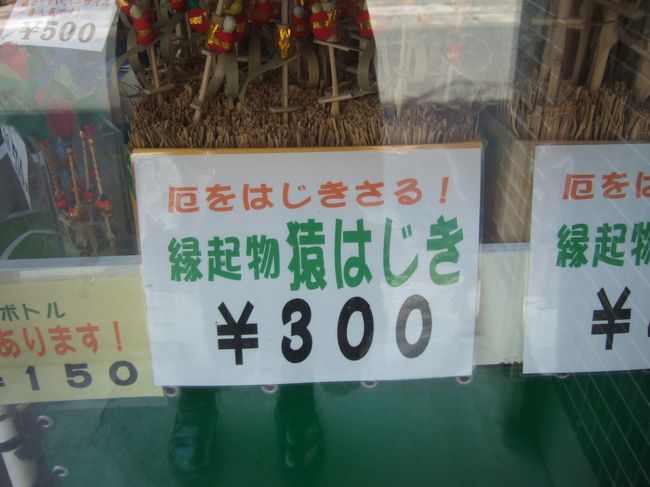 ¥500
厄をはじきさる!
縁起物猿はじき
¥300
ボトル
あります!
¥150
厄をは
縁起物
¥